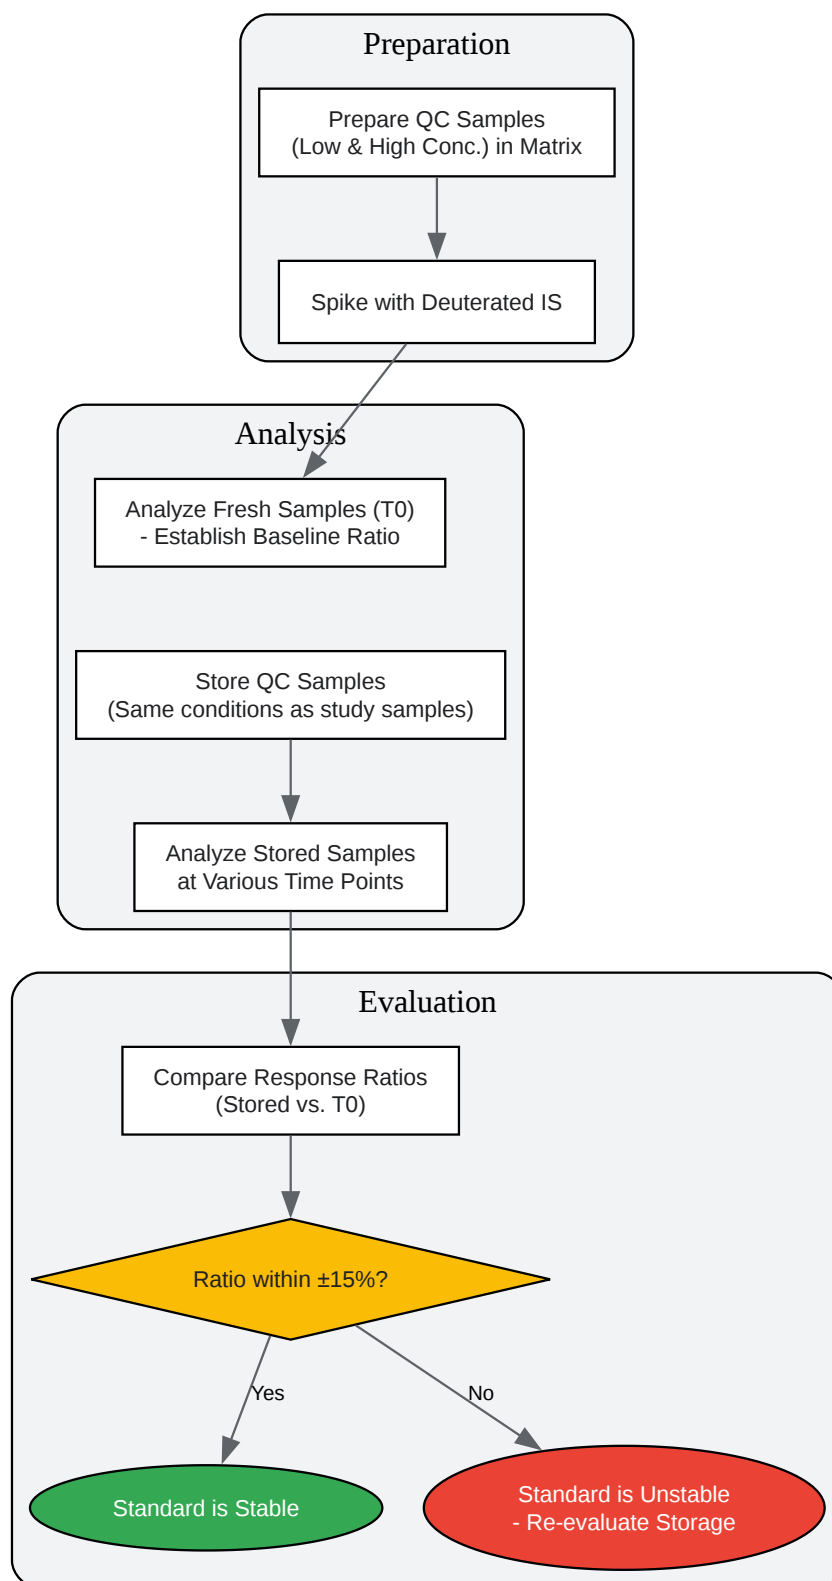 Preparation
Prepare QC Samples
(Low & High Conc.) in Matrix
Spike with Deuterated IS
Analysis
Analyze Fresh Samples (T0)
- Establish Baseline Ratio
Store QC Samples
(Same conditions as study samples)
Analyze Stored Samples
at Various Time Points
Evaluation
Compare Response Ratios
(Stored vs. T0)
Ratio within ±15%?
Yes
No
Standard is Stable
Standard is Unstable
- Re-evaluate Storage